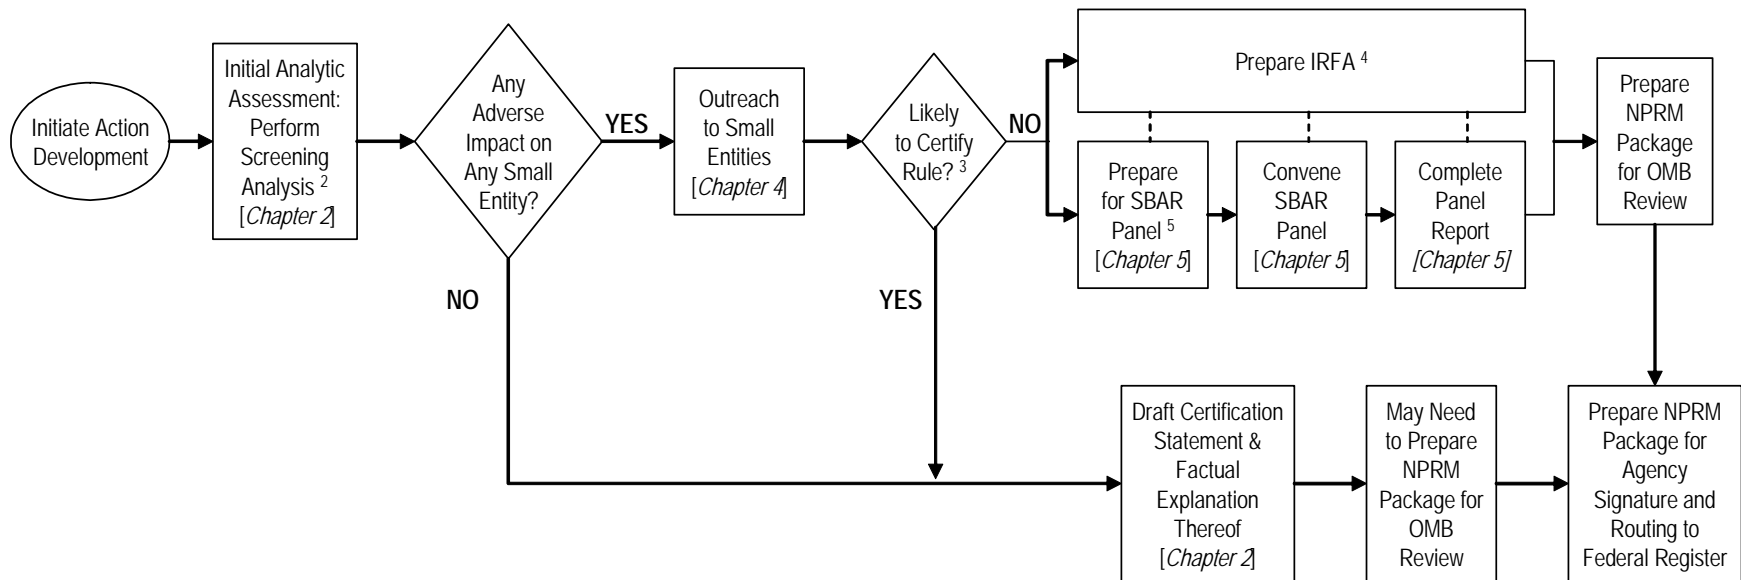 Initiate Action
Development
Initial Analytic
Assessment:
Perform
Screening
Analysis 2
[Chapter 2]
Any
Adverse
Impact on
Any Small
Entity?
YES
NO
Outreach
to Small
Entities
[Chapter 4]
Likely
to Certify
Rule? 3
NO
YES
Prepare IRFA 4
Prepare
for SBAR
Panel 5
[Chapter 5]
Convene
SBAR
Panel
[Chapter 5]
Complete
Panel
Report
[Chapter 5]
Prepare
NPRM
Package
for OMB
Review
Draft Certification
Statement &
Factual
Explanation
Thereof
[Chapter 2]
May Need
to Prepare
NPRM
Package for
OMB
Review
Prepare NPRM
Package for
Agency
Signature and
Routing to
Federal Register